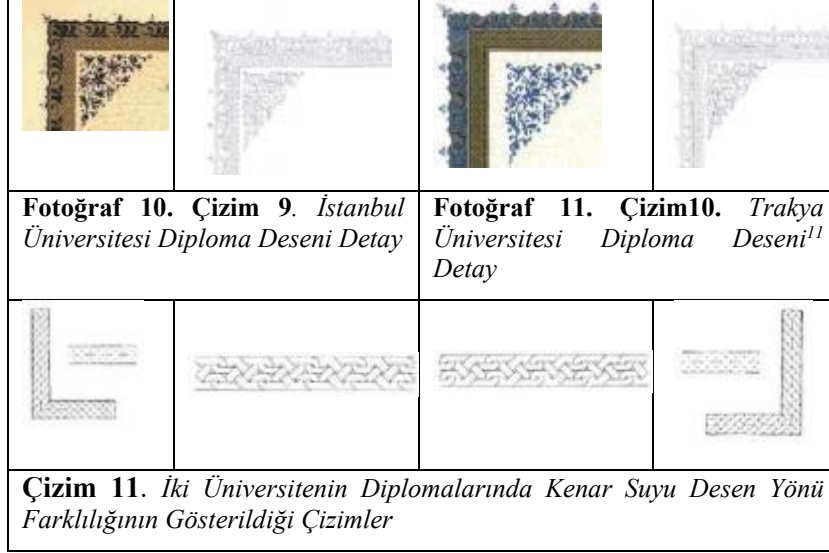 Fotoğraf 10. Çizim 9. İstanbul
Üniversitesi Diploma Deseni Detay
Fotoğraf 11. Çizim10. Trakya
Üniversitesi Diploma Deseni11
Detay
Çizim 11. İki Üniversitenin Diplomalarında Kenar Suyu Desen Yönü
Farklılığının Gösterildiği Çizimler